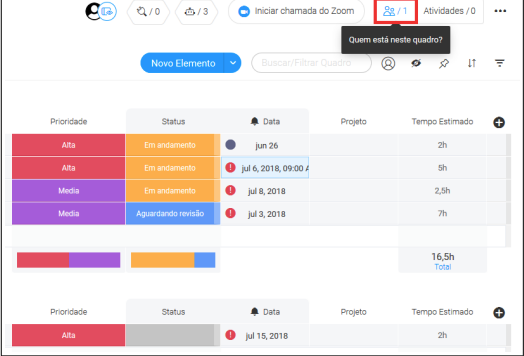 / 0
/ 3
Iniciar chamada do Zoom
/ 1
Atividades / 0
Quem está neste quadro?
Novo Elemento
Buscar/Filtrar Quadro
Prioridade Status Data Projeto Tempo Estimado
Alta Em andamento jun 26 2h
Alta Em andamento jul 6, 2018, 09:00 A 5h
Media Em andamento jul 8, 2018 2,5h
Media Aguardando revisão jul 3, 2018 7h
16,5h
Total
Prioridade Status Data Projeto Tempo Estimado
Alta jul 15, 2018 2h